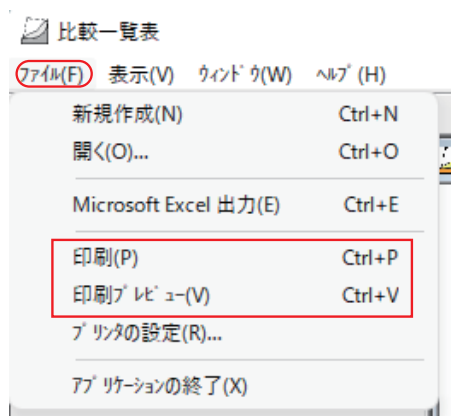 比較一覧表
ﾌｧｲﾙ(F) 表示(V) ｳｨﾝﾄﾞｳ(W) ﾍﾙﾌﾟ(H)
新規作成(N) Ctrl+N
開く(O)... Ctrl+O
Microsoft Excel 出力(E) Ctrl+E
印刷(P) Ctrl+P
印刷ﾌﾟﾚﾋﾞｭｰ(V) Ctrl+V
ﾌﾟﾘﾝﾀの設定(R)...
ｱﾌﾟﾘｹｰｼｮﾝの終了(X)